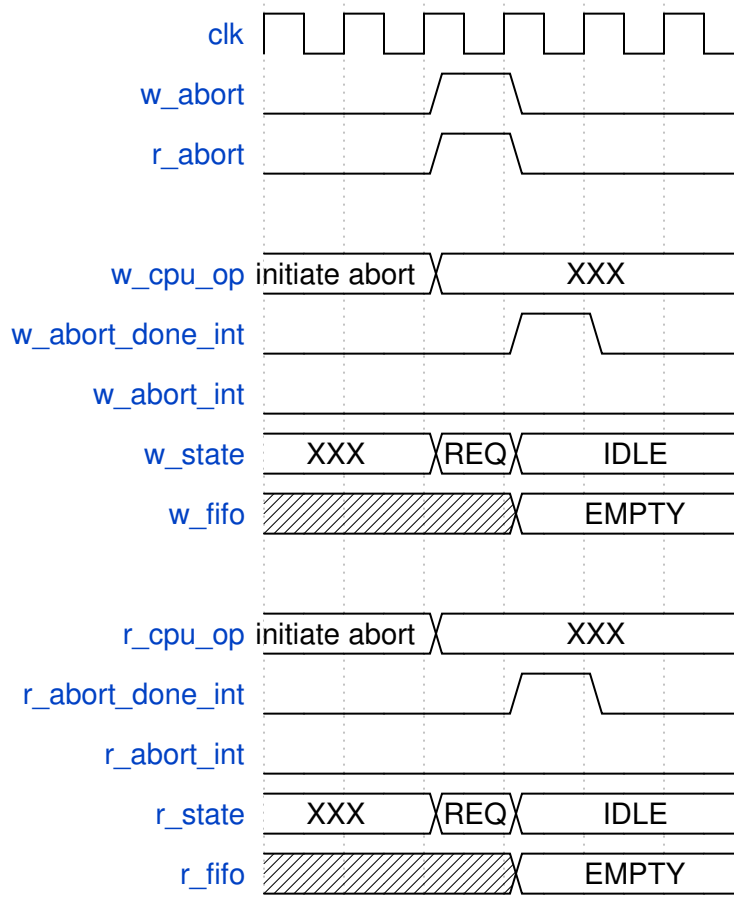 clk
w_abort
r_abort
w_cpu_op initiate abort XXX
w_abort_done_int
w_abort_int
w_state XXX REQ IDLE
w_fifo EMPTY
r_cpu_op initiate abort XXX
r_abort_done_int
r_abort_int
r_state XXX REQ IDLE
r_fifo EMPTY